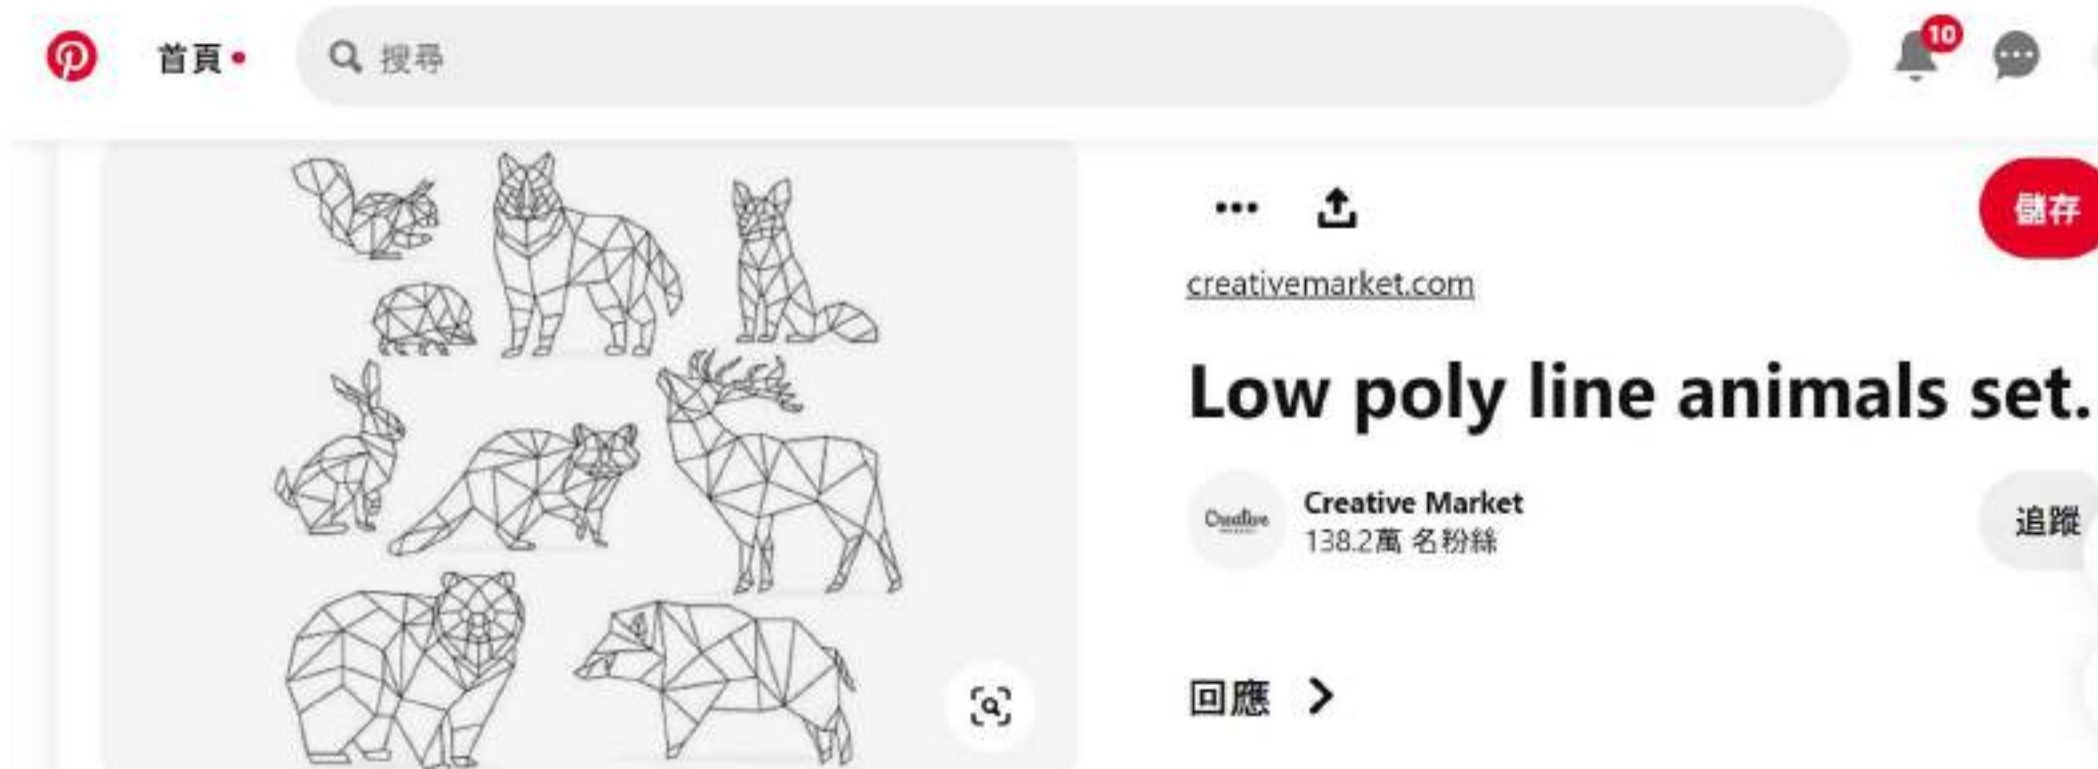 首頁
搜尋
10
儲存
creativemarket.com
Low poly line animals set.
Creative
Creative Market
138.2萬 名粉絲
追蹤
回應